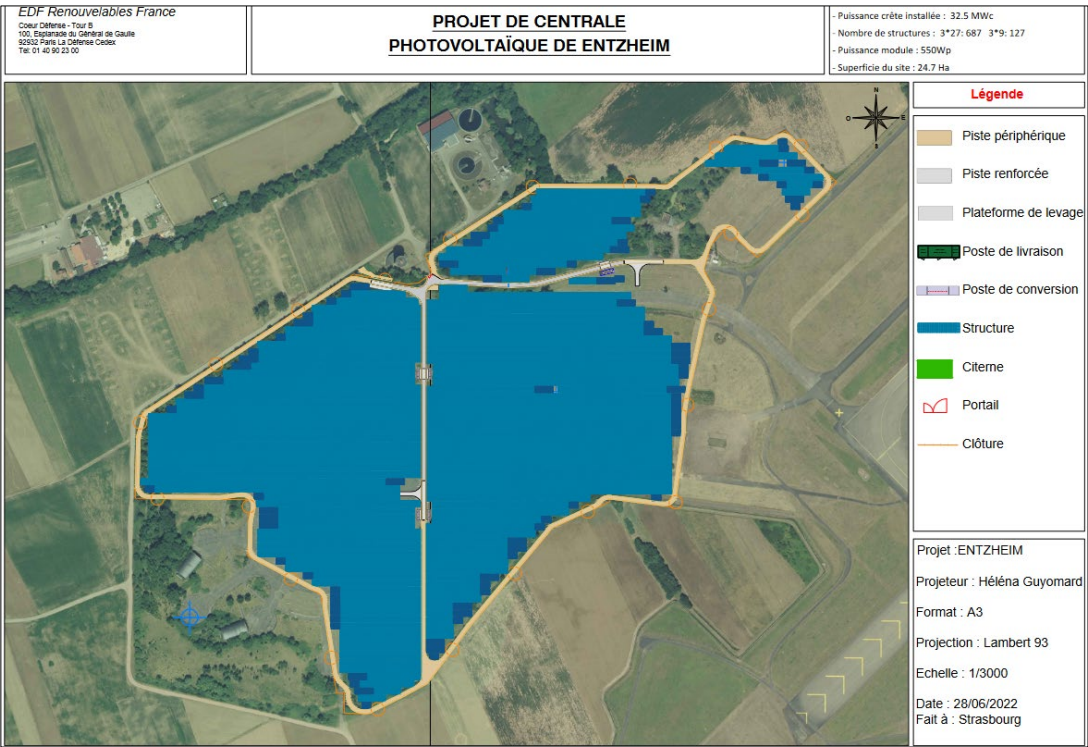 EDF Renouvelables France
Coeur Défense - Tour B
100, Esplanade du Général de Gaulle
92932 Paris La Défense Cedex
Tel: 01 40 90 23 00
PROJET DE CENTRALE
PHOTOVOLTAÏQUE DE ENTZHEIM
- Puissance crête installée : 32.5 MWc
- Nombre de structures : 3*27: 687 3*9: 127
- Puissance module : 550Wp
- Superficie du site : 24.7 Ha
N
O
E
S
Légende
Piste périphérique
Piste renforcée
Plateforme de levage
Poste de livraison
Poste de conversion
Structure
Citerne
Portail
Clôture
Projet :ENTZHEIM
Projeteur : Héléna Guyomard
Format : A3
Projection : Lambert 93
Echelle : 1/3000
Date : 28/06/2022
Fait à : Strasbourg